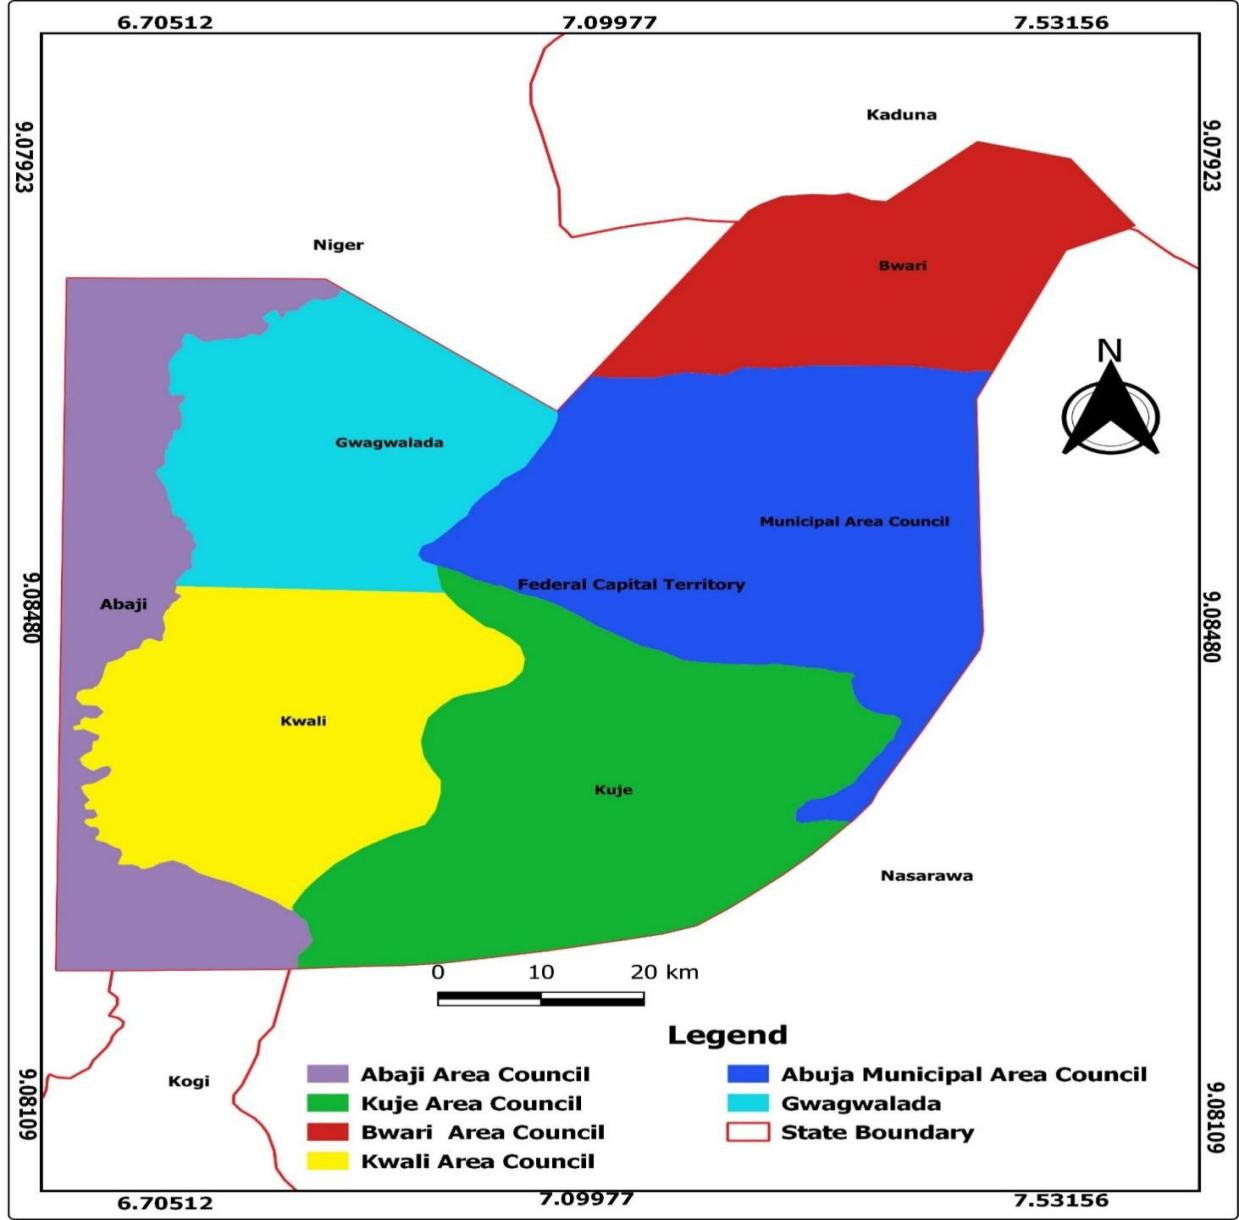 6.70512 7.09977 7.53156
Kaduna
9.07923 9.07923
Niger
Bwari
N
Gwagwalada
Municipal Area Council
Federal Capital Territory
9.08480 Abaji 9.08480
Kwali
Kuje
Nasarawa
0 10 20 km
Legend
Kogi
Abaji Area Council
Kuje Area Council
Bwari Area Council
Kwali Area Council
Abuja Municipal Area Council
Gwagwalada
State Boundary
9.08109 9.08109
6.70512 7.09977 7.53156